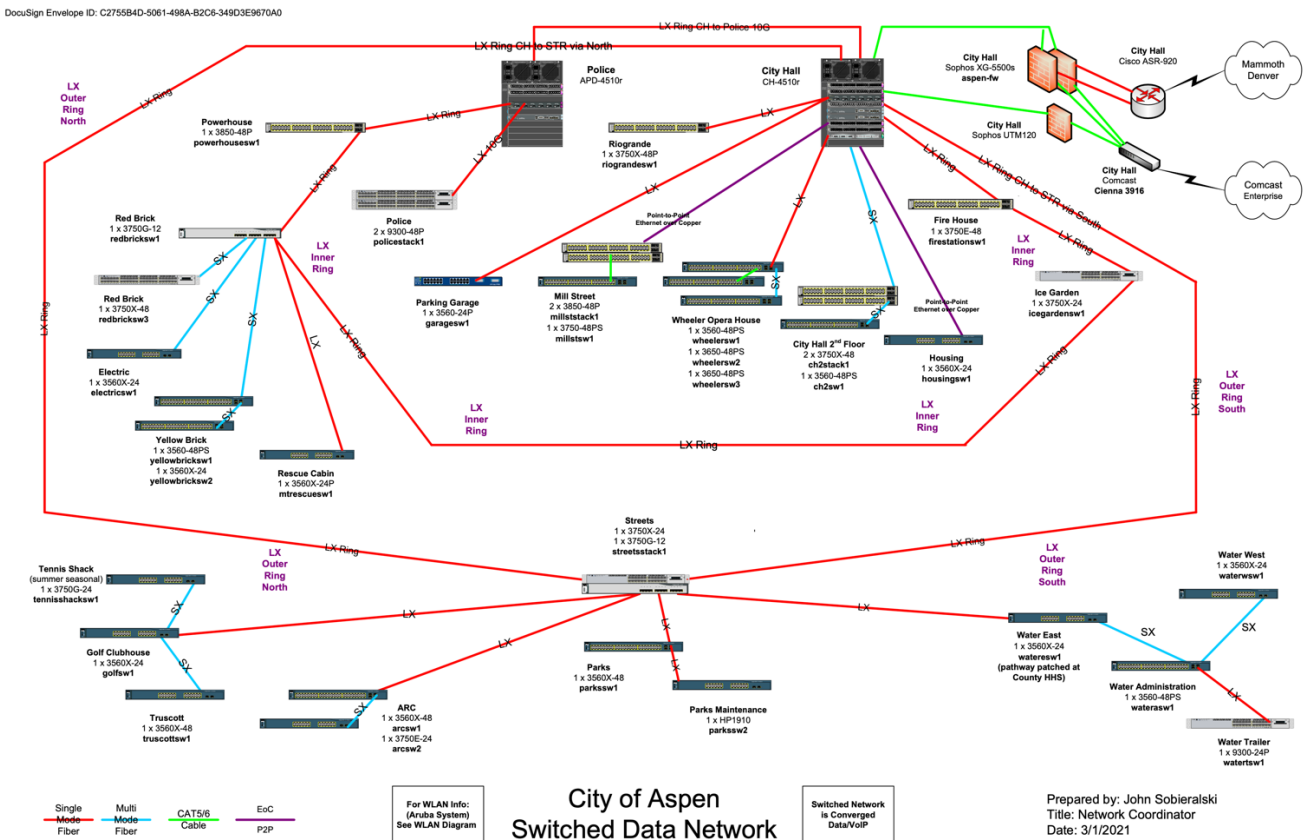 DocuSign Envelope ID: C2755B4D-5061-498A-B2C6-349D3E9670A0
LX Ring CH to Police 10G
LX Ring CH to STR via North
LX
Outer
Ring
North
LX Ring
Police
APD-4510r
City Hall
CH-4510r
City Hall
Sophos XG-5500s
aspen-fw
City Hall
Cisco ASR-920
Mammoth
Denver
Powerhouse
1 x 3850-48P
powerhousesw1
LX Ring
LX 10G
Riogrande
1 x 3750X-48P
riograndesw1
LX
City Hall
Sophos UTM120
City Hall
Comcast
Cienna 3916
Comcast
Enterprise
LX Ring
LX
LX Ring
LX Ring CH to STR via South
Red Brick
1 x 3750G-12
redbricksw1
Police
2 x 9300-48P
policestack1
Point-to-Point
Ethernet over Copper
LX
SX
Fire House
1 x 3750E-48
firestationsw1
LX
Inner
Ring
LX
Inner
Ring
LX Ring
SX
Red Brick
1 x 3750X-48
redbricksw3
SX
SX
LX Ring
Parking Garage
1 x 3560-24P
garagesw1
Mill Street
2 x 3850-48P
millststack1
1 x 3750-48PS
millstsw1
SX
Wheeler Opera House
1 x 3560-48PS
wheelersw1
1 x 3650-48PS
wheelersw2
1 x 3650-48PS
wheelersw3
SX
City Hall 2nd Floor
2 x 3750X-48
ch2stack1
1 x 3560-48PS
ch2sw1
Point-to-Point
Ethernet over Copper
Housing
1 x 3560X-24
housingsw1
Ice Garden
1 x 3750X-24
icegardensw1
LX
LX Ring
LX Ring
Electric
1 x 3560X-24
electricsw1
LX
Outer
Ring
South
LX Ring
SX
Yellow Brick
1 x 3560-48PS
yellowbricksw1
1 x 3560X-24
yellowbricksw2
Rescue Cabin
1 x 3560X-24P
mtrescuesw1
LX
Inner
Ring
LX
Inner
Ring
LX Ring
Streets
1 x 3750X-24
1 x 3750G-12
streetsstack1
LX Ring
LX Ring
LX
Outer
Ring
North
LX
Outer
Ring
South
Tennis Shack
(summer seasonal)
1 x 3750G-24
tennisshacksw1
SX
Water West
1 x 3560X-24
waterwsw1
LX
LX
LX
LX
Golf Clubhouse
1 x 3560X-24
golfsw1
SX
Water East
1 x 3560X-24
wateresw1
(pathway patched at
County HHS)
SX
SX
Parks
1 x 3560X-48
parkssw1
LX
Water Administration
1 x 3560-48PS
waterasw1
LX
Truscott
1 x 3560X-48
truscottsw1
SX
ARC
1 x 3560X-48
arcsw1
1 x 3750E-24
arcsw2
Parks Maintenance
1 x HP1910
parkssw2
Water Trailer
1 x 9300-24P
watertsw1
Single
Mode
Fiber
Multi
Mode
Fiber
CAT5/6
Cable
EoC
P2P
For WLAN Info:
(Aruba System)
See WLAN Diagram
City of Aspen
Switched Data Network
Switched Network
is Converged
Data/VoIP
Prepared by: John Sobieralski
Title: Network Coordinator
Date: 3/1/2021